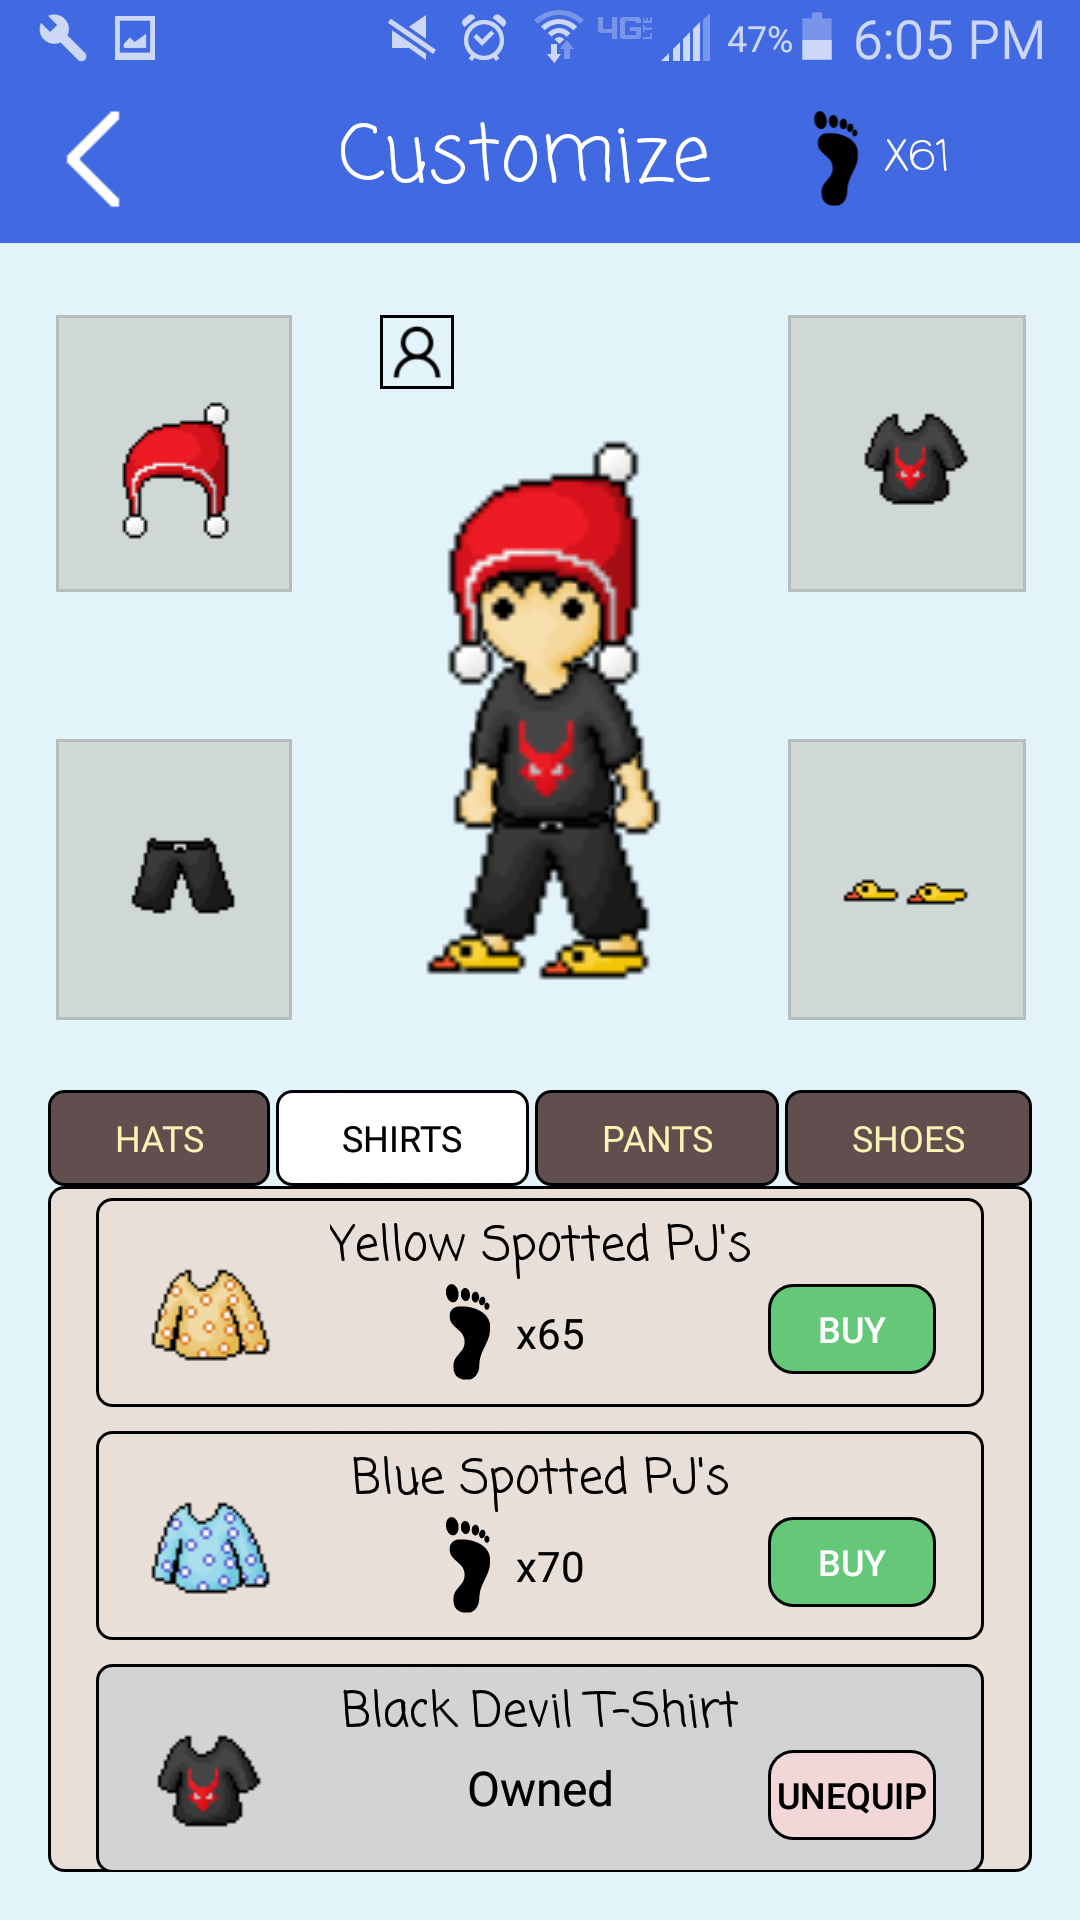 4G LTE 47% 6:05 PM
Customize X61
HATS SHIRTS PANTS SHOES
Yellow Spotted PJ's
x65 BUY
Blue Spotted PJ's
x70 BUY
Black Devil T-Shirt
Owned UNEQUIP